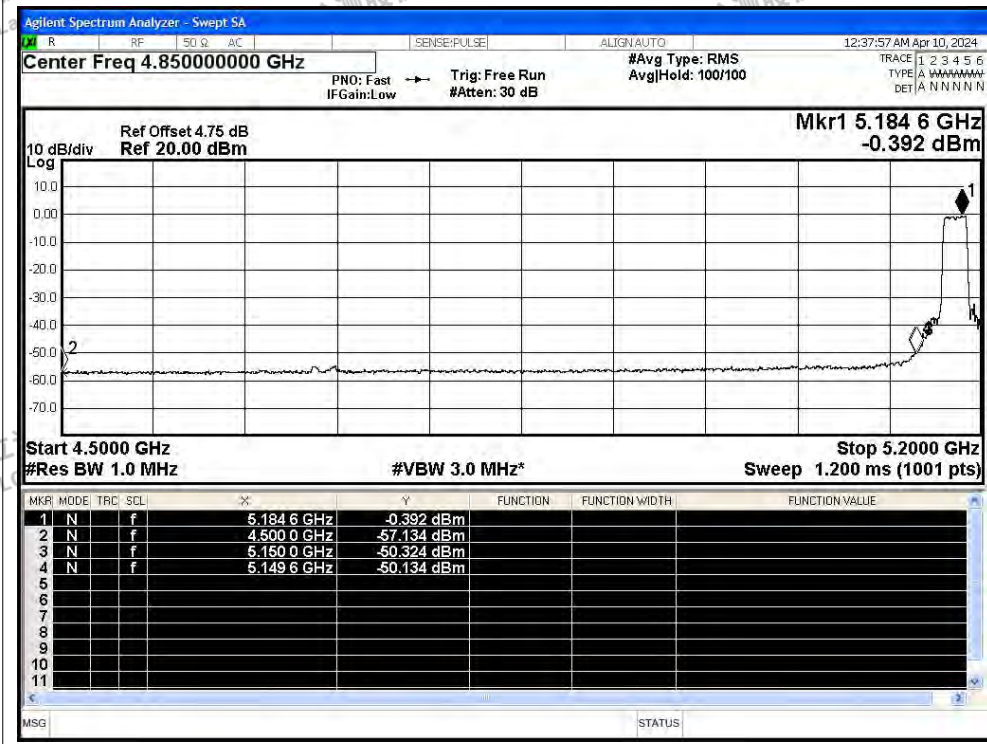 Agilent Spectrum Analyzer - Swept SA
R RF 50 Ω AC SENSE:PULSE ALIGN AUTO 12:37:57 AM Apr 10, 2024
Center Freq 4.850000000 GHz
PNO: Fast
IFGain:Low
Trig: Free Run
#Atten: 30 dB
#Avg Type: RMS
Avg|Hold: 100/100
TRACE 1 2 3 4 5 6
TYPE A WWWWW
DET A N N N N N
Mkr1 5.184 6 GHz
-0.392 dBm
Ref Offset 4.75 dB
10 dB/div Ref 20.00 dBm
Log
10.0
0.00
-10.0
-20.0
-30.0
-40.0
-50.0
-60.0
-70.0
1
2
Start 4.5000 GHz Stop 5.2000 GHz
#Res BW 1.0 MHz #VBW 3.0 MHz* Sweep 1.200 ms (1001 pts)
MKR MODE TRC SCL X Y FUNCTION FUNCTION WIDTH FUNCTION VALUE
1 N f 5.184 6 GHz -0.392 dBm
2 N f 4.500 0 GHz -57.134 dBm
3 N f 5.150 0 GHz -50.324 dBm
4 N f 5.149 6 GHz -50.134 dBm
5
6
7
8
9
10
11
MSG STATUS